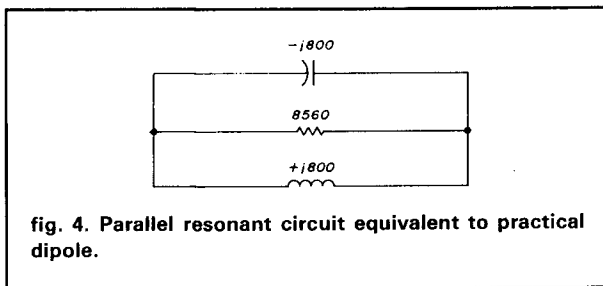 -j800
8560
+j800
fig. 4. Parallel resonant circuit equivalent to practical
dipole.